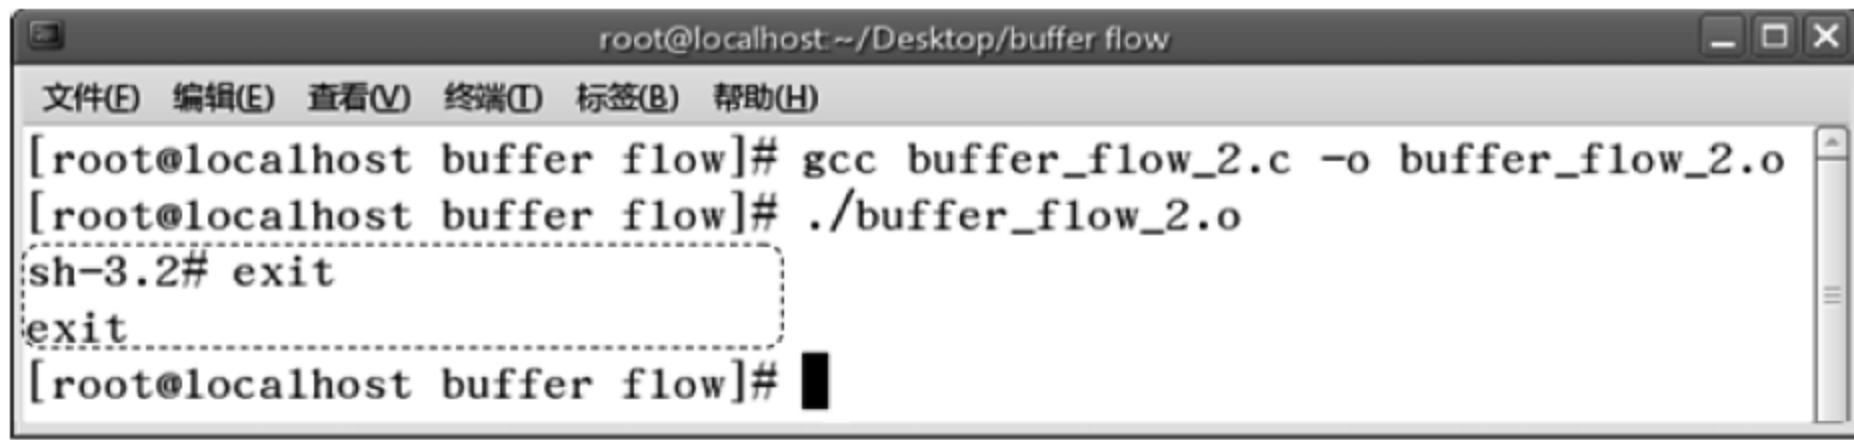 root@localhost:~/Desktop/buffer flow
文件(F) 编辑(E) 查看(V) 终端(T) 标签(B) 帮助(H)
[root@localhost buffer flow]# gcc buffer_flow_2.c -o buffer_flow_2.o
[root@localhost buffer flow]# ./buffer_flow_2.o
sh-3.2# exit
exit
[root@localhost buffer flow]#